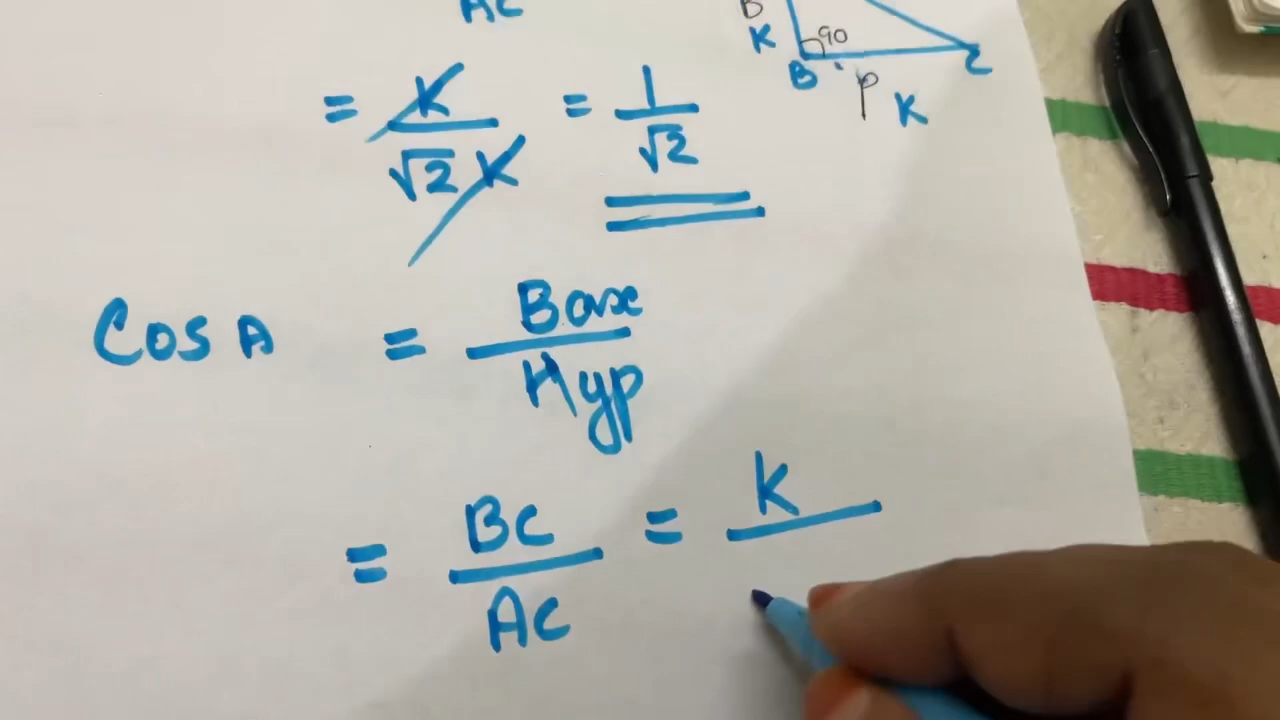 AC
B
K
90
B
C
P
K
= K/√2 K = 1/√2
Cos A = Base/Hyp
= BC/AC = K